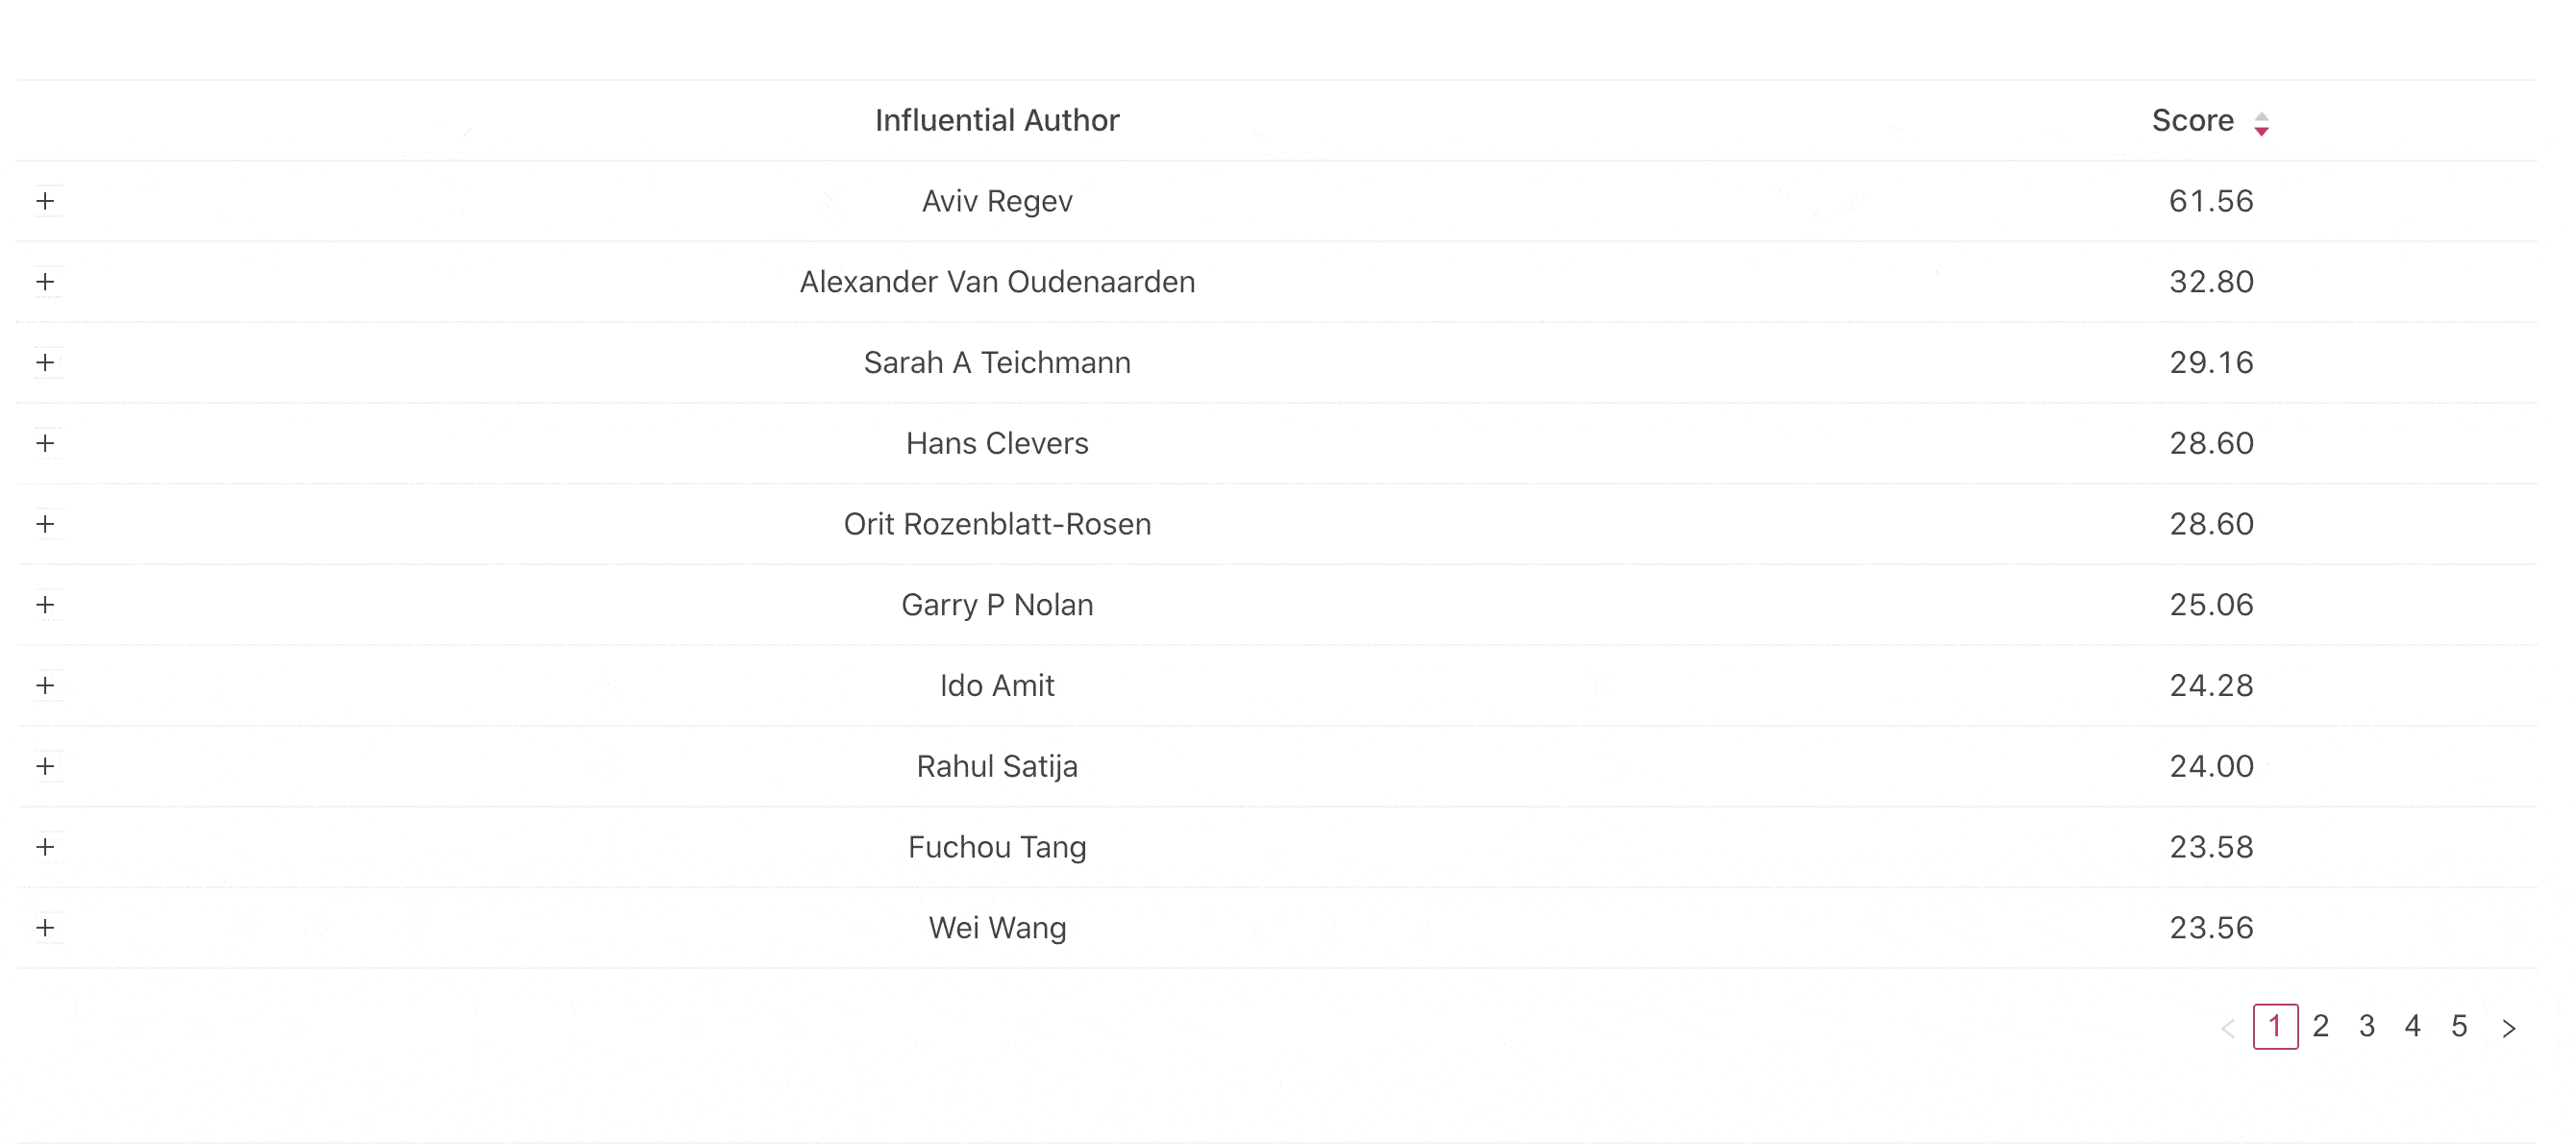 Influential Author Score
+ Aviv Regev 61.56
+ Alexander Van Oudenaarden 32.80
+ Sarah A Teichmann 29.16
+ Hans Clevers 28.60
+ Orit Rozenblatt-Rosen 28.60
+ Garry P Nolan 25.06
+ Ido Amit 24.28
+ Rahul Satija 24.00
+ Fuchou Tang 23.58
+ Wei Wang 23.56
< 1 2 3 4 5 >